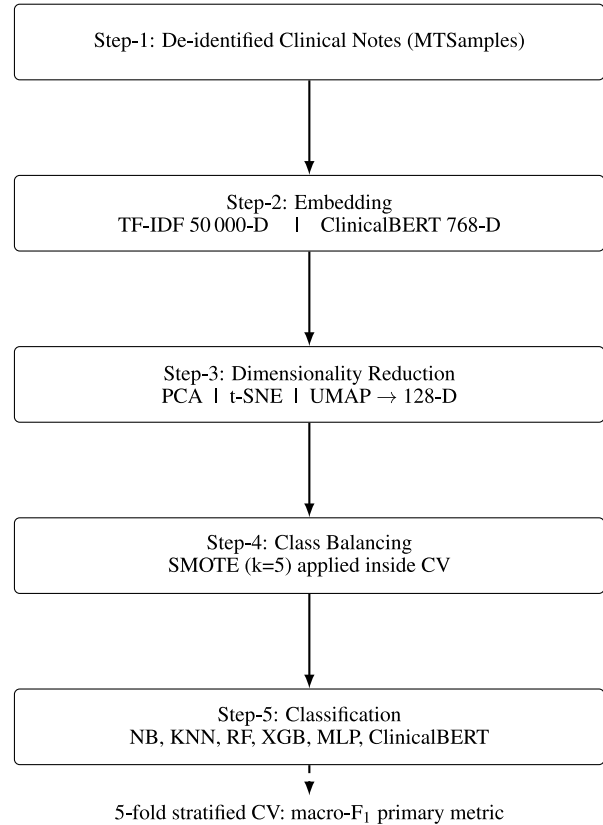 Step-1: De-identified Clinical Notes (MTSamples)
Step-2: Embedding
TF-IDF 50 000-D | ClinicalBERT 768-D
Step-3: Dimensionality Reduction
PCA | t-SNE | UMAP → 128-D
Step-4: Class Balancing
SMOTE (k=5) applied inside CV
Step-5: Classification
NB, KNN, RF, XGB, MLP, ClinicalBERT
5-fold stratified CV: macro-F₁ primary metric